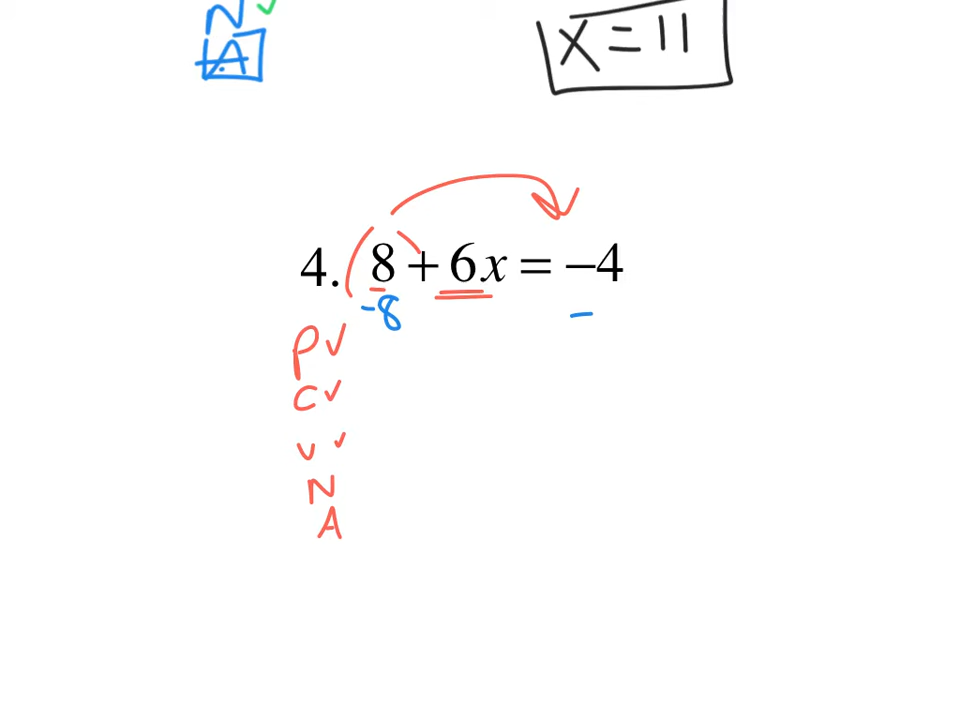 N ✓
A
x = 11
4. 8 + 6x = −4
-8 −
P ✓
C ✓
V ✓
N
A